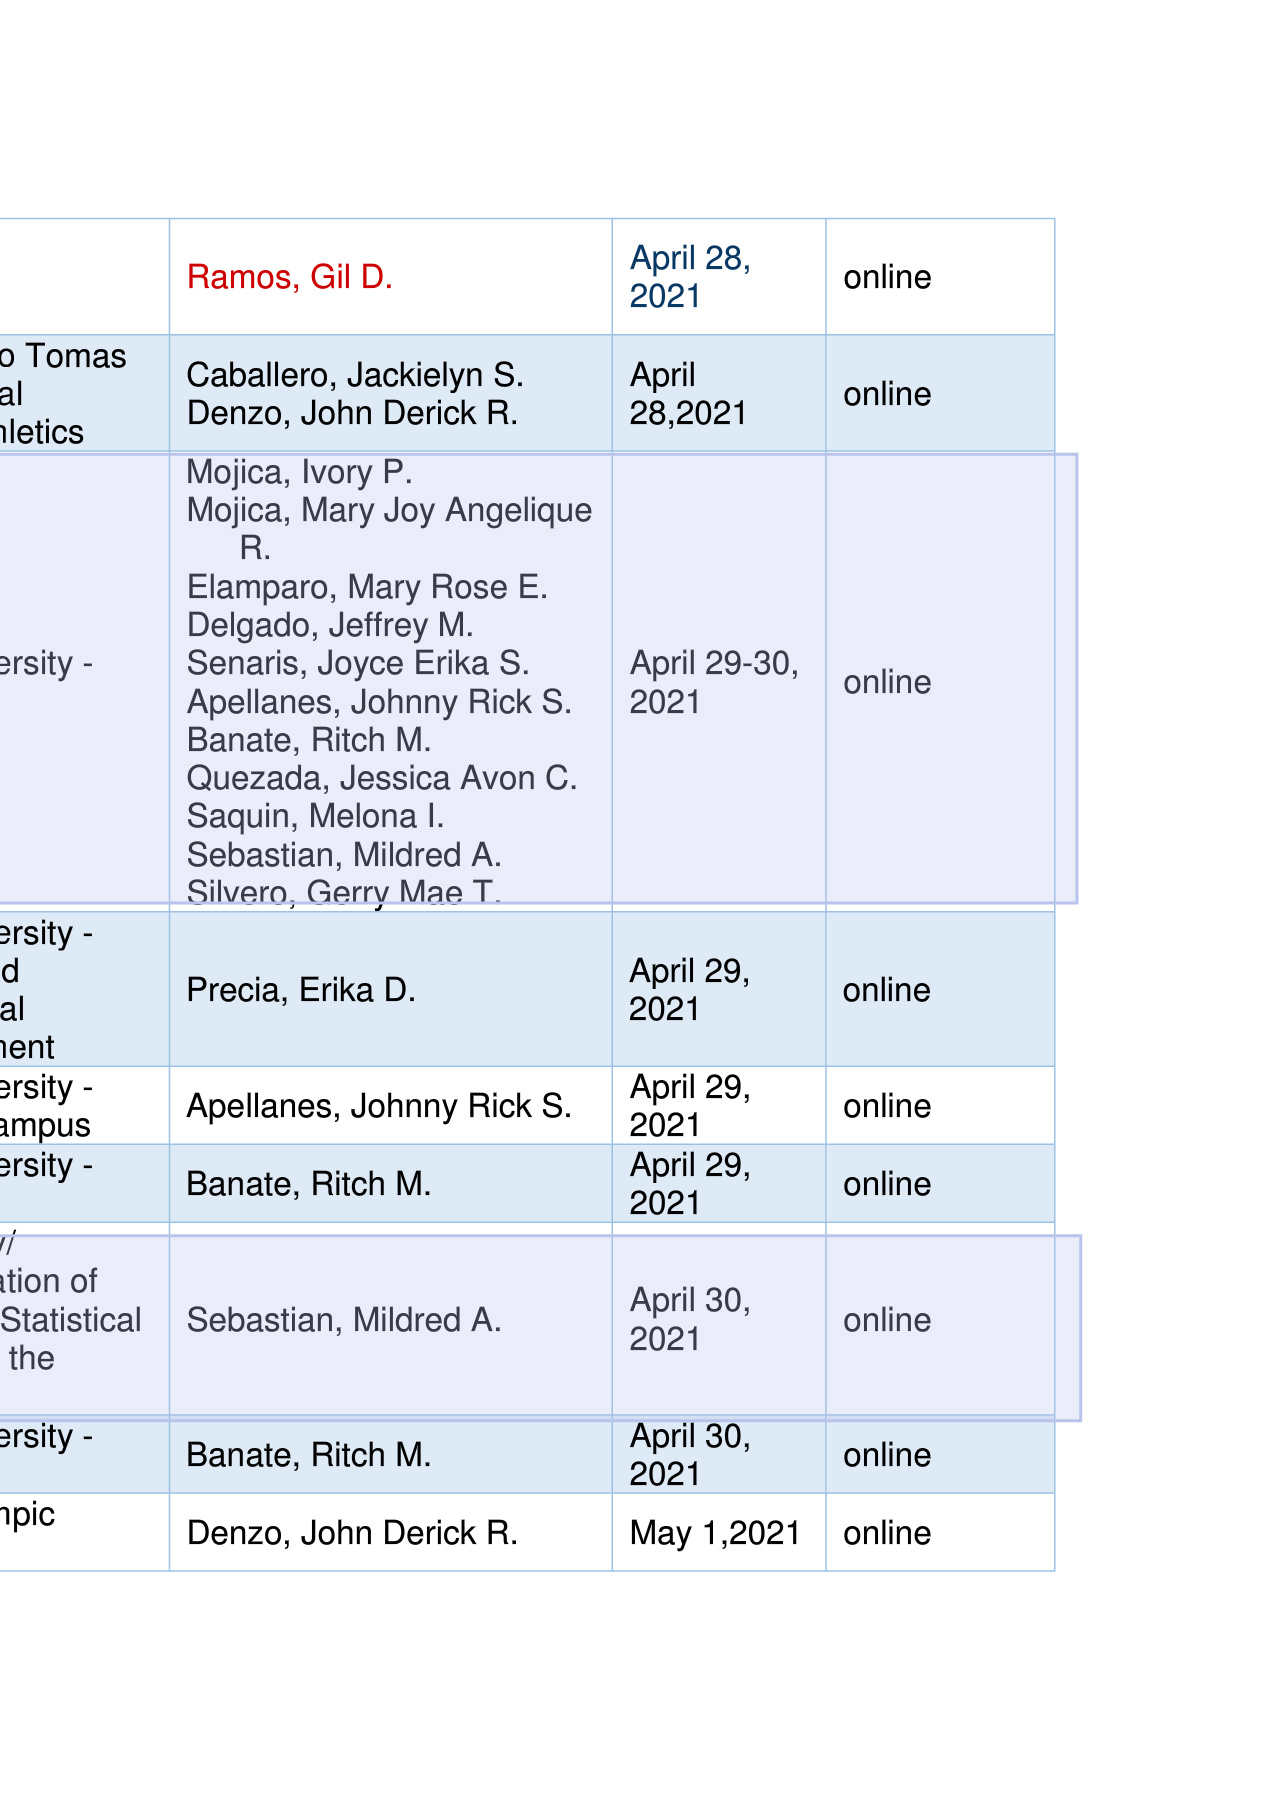 Ramos, Gil D.
April 28,
2021
online
o Tomas
al
hletics
Caballero, Jackielyn S.
Denzo, John Derick R.
April
28,2021
online
ersity -
Mojica, Ivory P.
Mojica, Mary Joy Angelique
R.
Elamparo, Mary Rose E.
Delgado, Jeffrey M.
Senaris, Joyce Erika S.
Apellanes, Johnny Rick S.
Banate, Ritch M.
Quezada, Jessica Avon C.
Saquin, Melona I.
Sebastian, Mildred A.
Silvero, Gerry Mae T.
April 29-30,
2021
online
ersity -
d
al
ment
Precia, Erika D.
April 29,
2021
online
ersity -
ampus
Apellanes, Johnny Rick S.
April 29,
2021
online
ersity -
Banate, Ritch M.
April 29,
2021
online
y/
ation of
Statistical
the
Sebastian, Mildred A.
April 30,
2021
online
ersity -
Banate, Ritch M.
April 30,
2021
online
mpic
Denzo, John Derick R.
May 1,2021
online